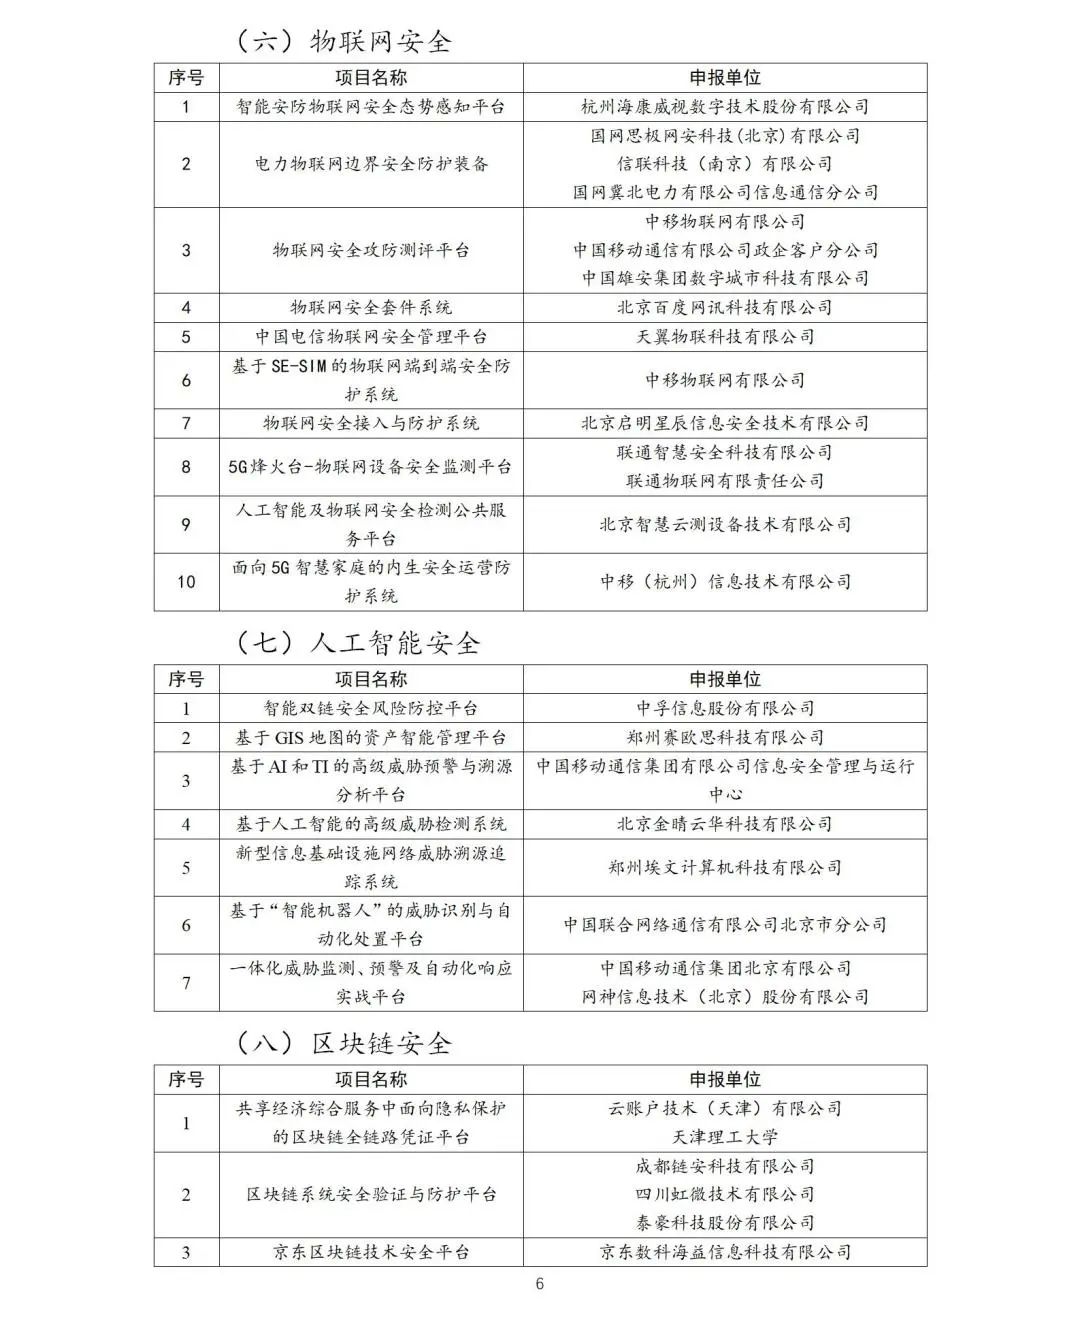 （六）物联网安全
序号 项目名称 申报单位
1 智能安防物联网安全态势感知平台 杭州海康威视数字技术股份有限公司
国网思极网安科技(北京)有限公司
2 电力物联网边界安全防护装备 信联科技（南京）有限公司
国网冀北电力有限公司信息通信分公司
中移物联网有限公司
3 物联网安全攻防测评平台 中国移动通信有限公司政企客户分公司
中国雄安集团数字城市科技有限公司
4 物联网安全套件系统 北京百度网讯科技有限公司
5 中国电信物联网安全管理平台 天翼物联科技有限公司
基于 SE-SIM 的物联网端到端安全防
6 中移物联网有限公司
护系统
7 物联网安全接入与防护系统 北京启明星辰信息安全技术有限公司
联通智慧安全科技有限公司
8 5G烽火台-物联网设备安全监测平台
联通物联网有限责任公司
人工智能及物联网安全检测公共服
9 北京智慧云测设备技术有限公司
务平台
面向 5G 智慧家庭的内生安全运营防
10 中移（杭州）信息技术有限公司
护系统
（七）人工智能安全
序号 项目名称 申报单位
1 智能双链安全风险防控平台 中孚信息股份有限公司
2 基于 GIS 地图的资产智能管理平台 郑州赛欧思科技有限公司
基于 AI 和 TI 的高级威胁预警与溯源 中国移动通信集团有限公司信息安全管理与运行
3
分析平台 中心
4 基于人工智能的高级威胁检测系统 北京金睛云华科技有限公司
新型信息基础设施网络威胁溯源追
5 郑州埃文计算机科技有限公司
踪系统
基于“智能机器人”的威胁识别与自
6 中国联合网络通信有限公司北京市分公司
动化处置平台
一体化威胁监测、预警及自动化响应 中国移动通信集团北京有限公司
7
实战平台 网神信息技术（北京）股份有限公司
（八）区块链安全
序号 项目名称 申报单位
共享经济综合服务中面向隐私保护 云账户技术（天津）有限公司
1
的区块链全链路凭证平台 天津理工大学
成都链安科技有限公司
2 区块链系统安全验证与防护平台 四川虹微技术有限公司
泰豪科技股份有限公司
3 京东区块链技术安全平台 京东数科海益信息科技有限公司
6